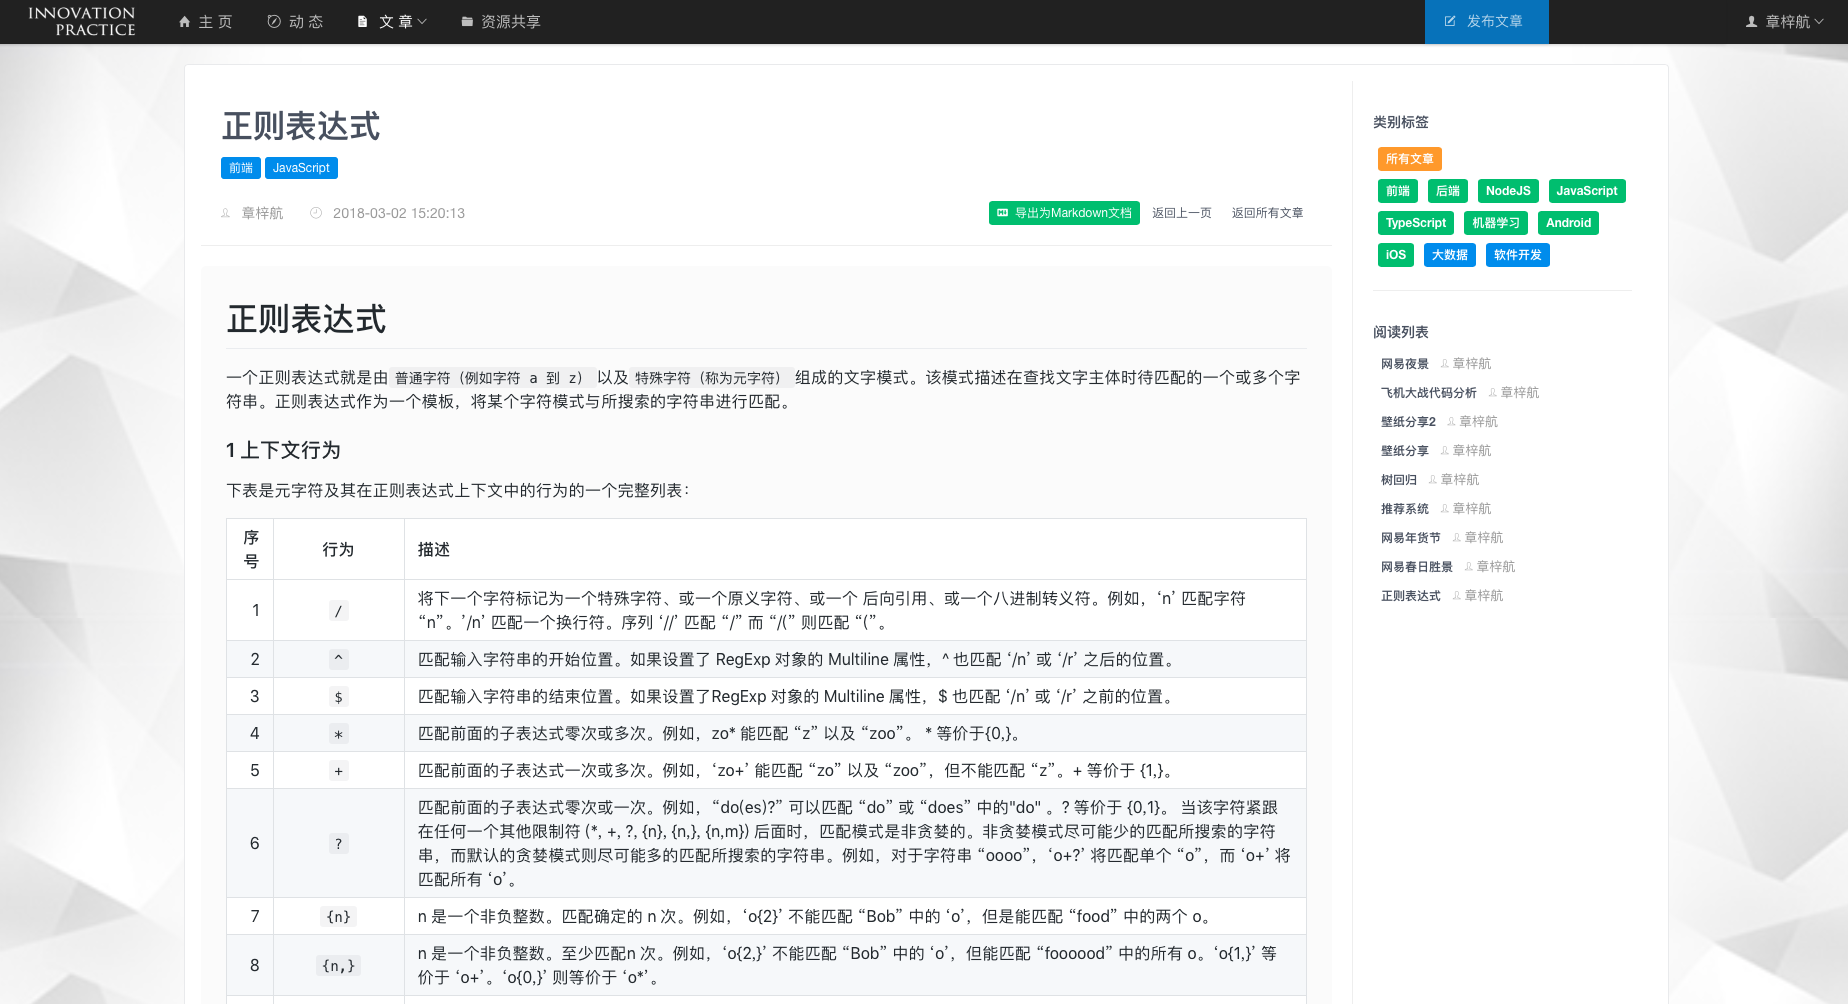 INNOVATION
PRACTICE
主 页
动 态
文 章
资源共享
发布文章
章梓航
正则表达式
前端 JavaScript
章梓航 2018-03-02 15:20:13
导出为Markdown文档 返回上一页 返回所有文章
正则表达式
一个正则表达式就是由 普通字符（例如字符 a 到 z） 以及 特殊字符（称为元字符） 组成的文字模式。该模式描述在查找文字主体时待匹配的一个或多个字
符串。正则表达式作为一个模板，将某个字符模式与所搜索的字符串进行匹配。
1 上下文行为
下表是元字符及其在正则表达式上下文中的行为的一个完整列表：
序
号
行为
描述
1
/
将下一个字符标记为一个特殊字符、或一个原义字符、或一个 后向引用、或一个八进制转义符。例如，‘n’ 匹配字符
“n”。’/n’ 匹配一个换行符。序列 ‘//’ 匹配 “/” 而 “/(” 则匹配 “(”。
2
^
匹配输入字符串的开始位置。如果设置了 RegExp 对象的 Multiline 属性，^ 也匹配 ‘/n’ 或 ‘/r’ 之后的位置。
3
$
匹配输入字符串的结束位置。如果设置了RegExp 对象的 Multiline 属性，$ 也匹配 ‘/n’ 或 ‘/r’ 之前的位置。
4
*
匹配前面的子表达式零次或多次。例如，zo* 能匹配 “z” 以及 “zoo”。 * 等价于{0,}。
5
+
匹配前面的子表达式一次或多次。例如，‘zo+’ 能匹配 “zo” 以及 “zoo”，但不能匹配 “z”。+ 等价于 {1,}。
6
?
匹配前面的子表达式零次或一次。例如，“do(es)?” 可以匹配 “do” 或 “does” 中的"do" 。? 等价于 {0,1}。 当该字符紧跟
在任何一个其他限制符 (*, +, ?, {n}, {n,}, {n,m}) 后面时，匹配模式是非贪婪的。非贪婪模式尽可能少的匹配所搜索的字符
串，而默认的贪婪模式则尽可能多的匹配所搜索的字符串。例如，对于字符串 “oooo”，‘o+?’ 将匹配单个 “o”，而 ‘o+’ 将
匹配所有 ‘o’。
7
{n}
n 是一个非负整数。匹配确定的 n 次。例如，‘o{2}’ 不能匹配 “Bob” 中的 ‘o’，但是能匹配 “food” 中的两个 o。
8
{n,}
n 是一个非负整数。至少匹配n 次。例如，‘o{2,}’ 不能匹配 “Bob” 中的 ‘o’，但能匹配 “foooood” 中的所有 o。‘o{1,}’ 等
价于 ‘o+’。‘o{0,}’ 则等价于 ‘o*’。
类别标签
所有文章
前端 后端 NodeJS JavaScript
TypeScript 机器学习 Android
iOS 大数据 软件开发
阅读列表
网易夜景 章梓航
飞机大战代码分析 章梓航
壁纸分享2 章梓航
壁纸分享 章梓航
树回归 章梓航
推荐系统 章梓航
网易年货节 章梓航
网易春日胜景 章梓航
正则表达式 章梓航